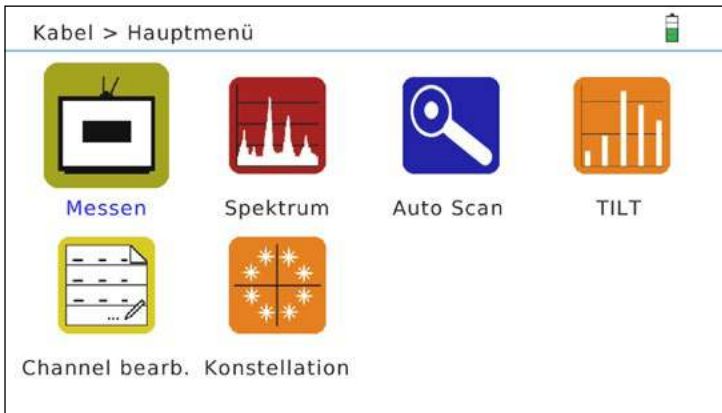 Kabel > Hauptmenü
Messen Spektrum Auto Scan TILT
Channel bearb. Konstellation